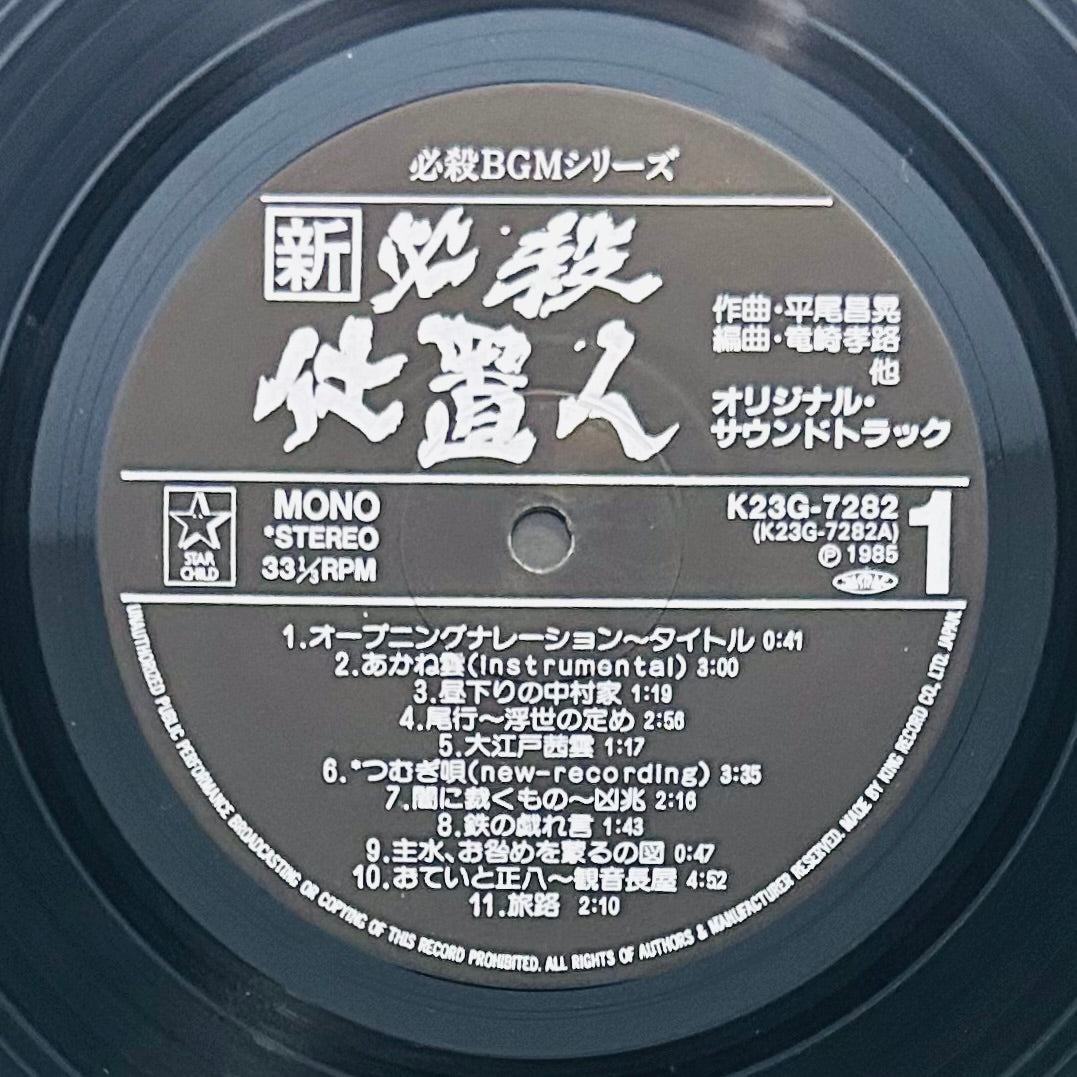 必殺BGMシリーズ
新必殺
仕置人
作曲・平尾昌晃
編曲・竜崎孝路
他
オリジナル・
サウンドトラック
STAR
CHILD
MONO
*STEREO
33⅓RPM
K23G-7282
(K23G-7282A)
Ⓟ 1985
JASRAC
1
1.オープニングナレーション〜タイトル 0:41
2.あかね雲(instrumental) 3:00
3.昼下りの中村家 1:19
4.尾行〜浮世の定め 2:56
5.大江戸茜雲 1:17
6.*つむぎ唄(new-recording) 3:35
7.闇に裁くもの〜凶兆 2:16
8.鉄の戯れ言 1:43
9.主水、お咎めを蒙るの図 0:47
10.おていと正八〜観音長屋 4:52
11.旅路 2:10
UNAUTHORIZED PUBLIC PERFORMANCE BROADCASTING OR COPYING OF THIS RECORD PROHIBITED. ALL RIGHTS OF AUTHORS & MANUFACTURED RESERVED. MADE BY KING RECORD CO., LTD. JAPAN